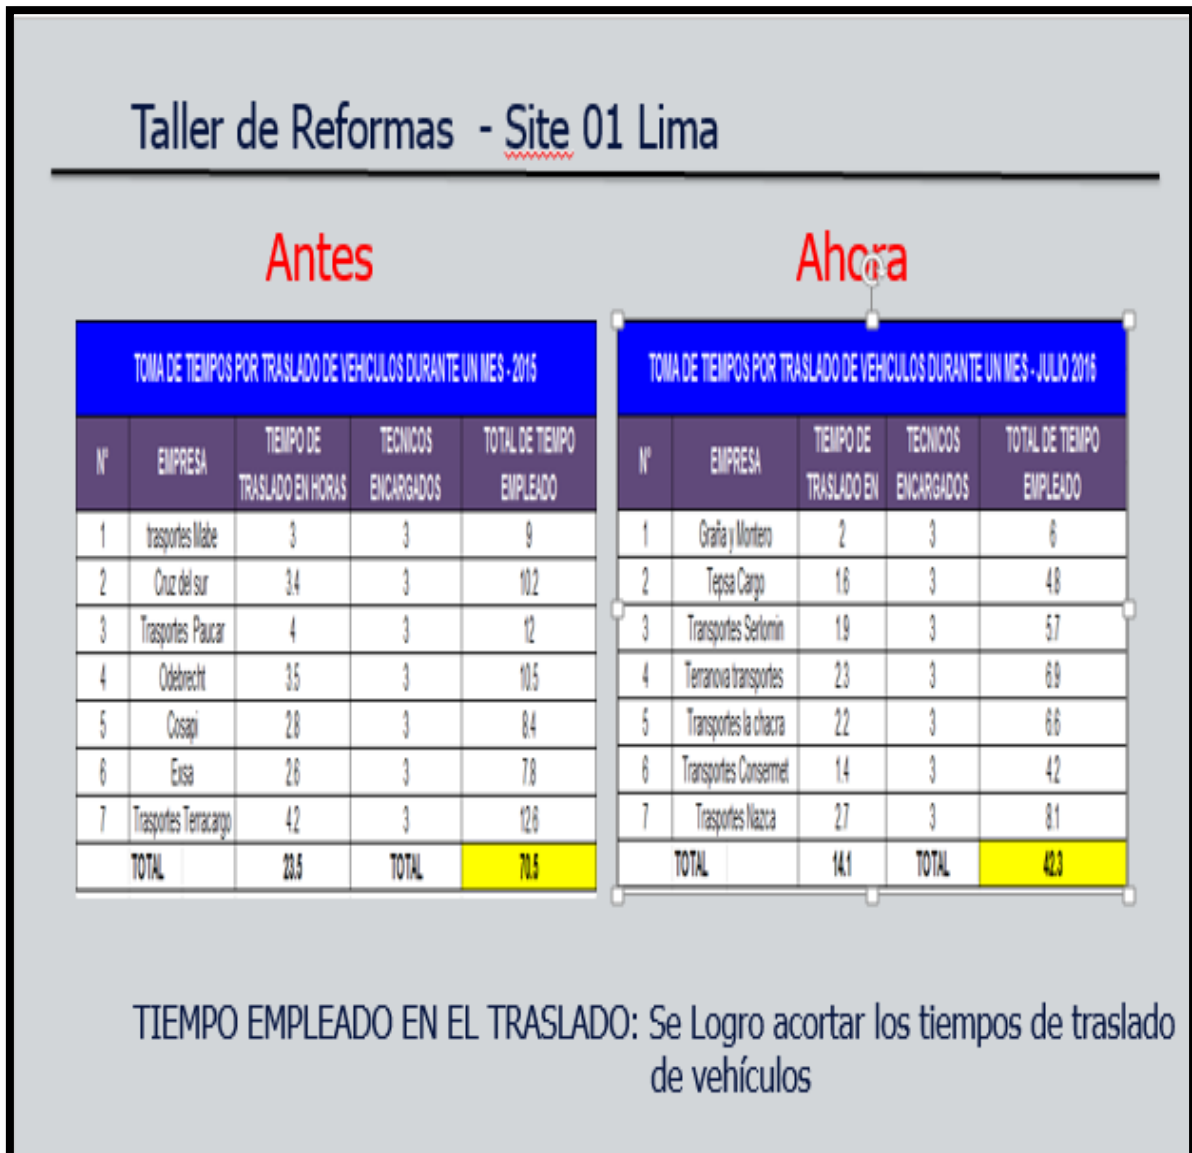 Taller de Reformas - Site 01 Lima
Antes
Ahora
TOMA DE TIEMPOS POR TRASLADO DE VEHICULOS DURANTE UN MES - 2015
N° EMPRESA TIEMPO DE TRASLADO EN HORAS TECNICOS ENCARGADOS TOTAL DE TIEMPO EMPLEADO
1 trasportes Mabe 3 3 9
2 Cruz del sur 3.4 3 10.2
3 Trasportes Paucar 4 3 12
4 Odebrecht 3.5 3 10.5
5 Cosapi 2.8 3 8.4
6 Exsa 2.6 3 7.8
7 Trasportes Terracargo 4.2 3 12.6
TOTAL 23.5 TOTAL 70.5
TOMA DE TIEMPOS POR TRASLADO DE VEHICULOS DURANTE UN MES - JULIO 2016
N° EMPRESA TIEMPO DE TRASLADO EN TECNICOS ENCARGADOS TOTAL DE TIEMPO EMPLEADO
1 Graña y Montero 2 3 6
2 Tepsa Cargo 1.6 3 4.8
3 Transportes Serlomin 1.9 3 5.7
4 Terranova transportes 2.3 3 6.9
5 Transportes la chacra 2.2 3 6.6
6 Transportes Consermet 1.4 3 4.2
7 Trasportes Nazca 2.7 3 8.1
TOTAL 14.1 TOTAL 42.3
TIEMPO EMPLEADO EN EL TRASLADO: Se Logro acortar los tiempos de traslado
de vehículos